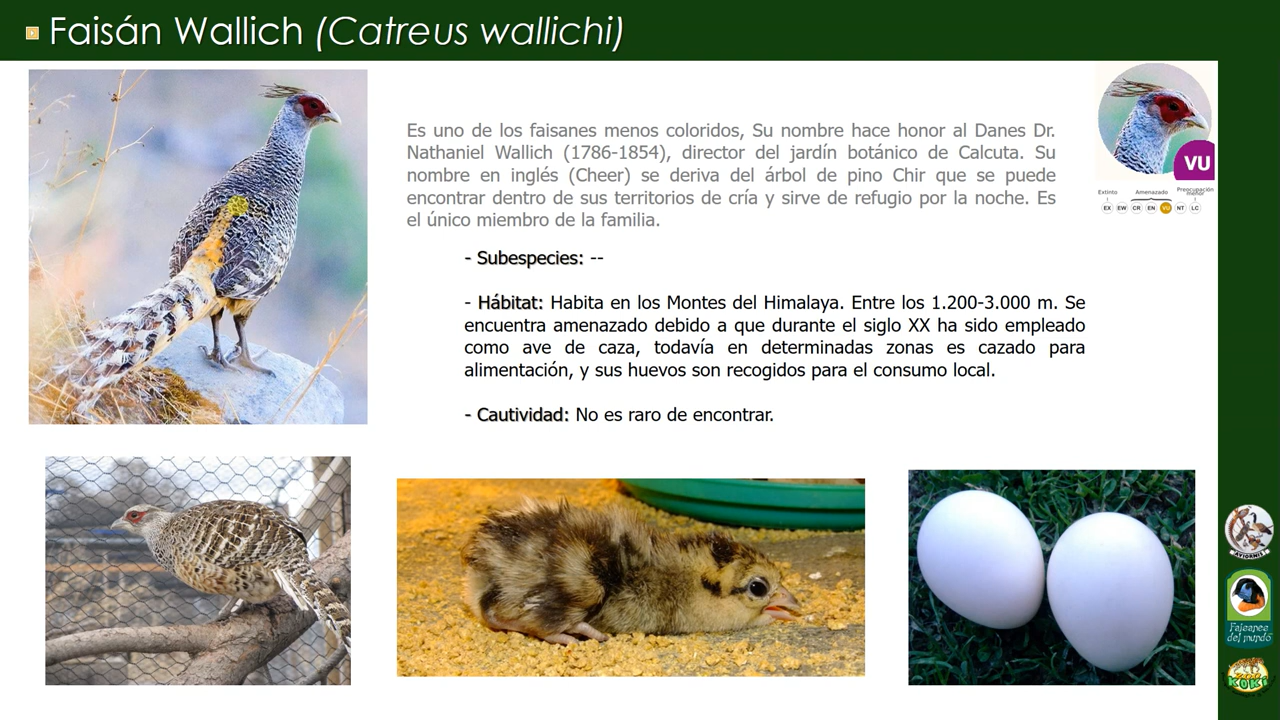 Faisán Wallich (Catreus wallichi)
Es uno de los faisanes menos coloridos, Su nombre hace honor al Danes Dr.
Nathaniel Wallich (1786-1854), director del jardín botánico de Calcuta. Su
nombre en inglés (Cheer) se deriva del árbol de pino Chir que se puede
encontrar dentro de sus territorios de cría y sirve de refugio por la noche. Es
el único miembro de la familia.
VU
Extinto Amenazado Preocupación
menor
EX EW CR EN VU NT LC
- Subespecies: --
- Hábitat: Habita en los Montes del Himalaya. Entre los 1.200-3.000 m. Se
encuentra amenazado debido a que durante el siglo XX ha sido empleado
como ave de caza, todavía en determinadas zonas es cazado para
alimentación, y sus huevos son recogidos para el consumo local.
- Cautividad: No es raro de encontrar.
AVIORNIS
Faisanes
del mundo
ZOO
KOKI